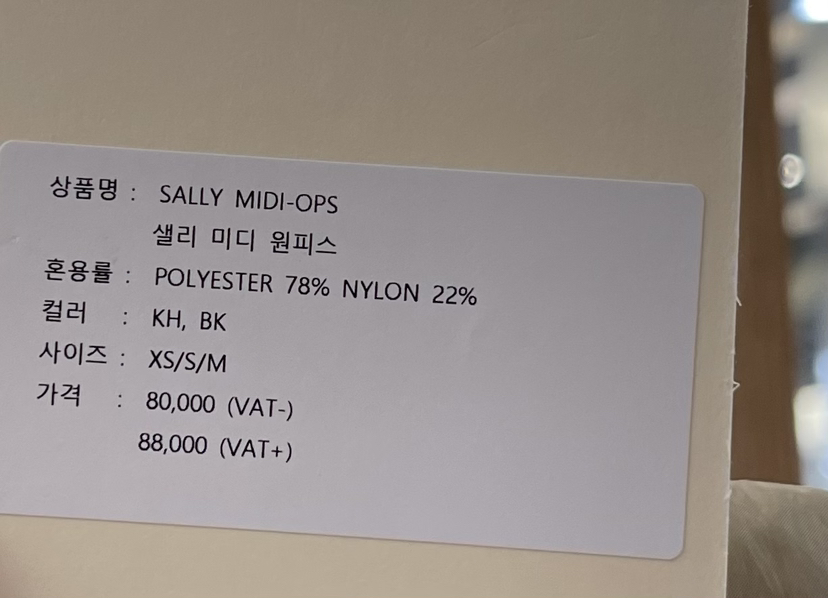 상품명 : SALLY MIDI-OPS
샐리 미디 원피스
혼용률 : POLYESTER 78% NYLON 22%
컬러 : KH, BK
사이즈 : XS/S/M
가격 : 80,000 (VAT-)
88,000 (VAT+)